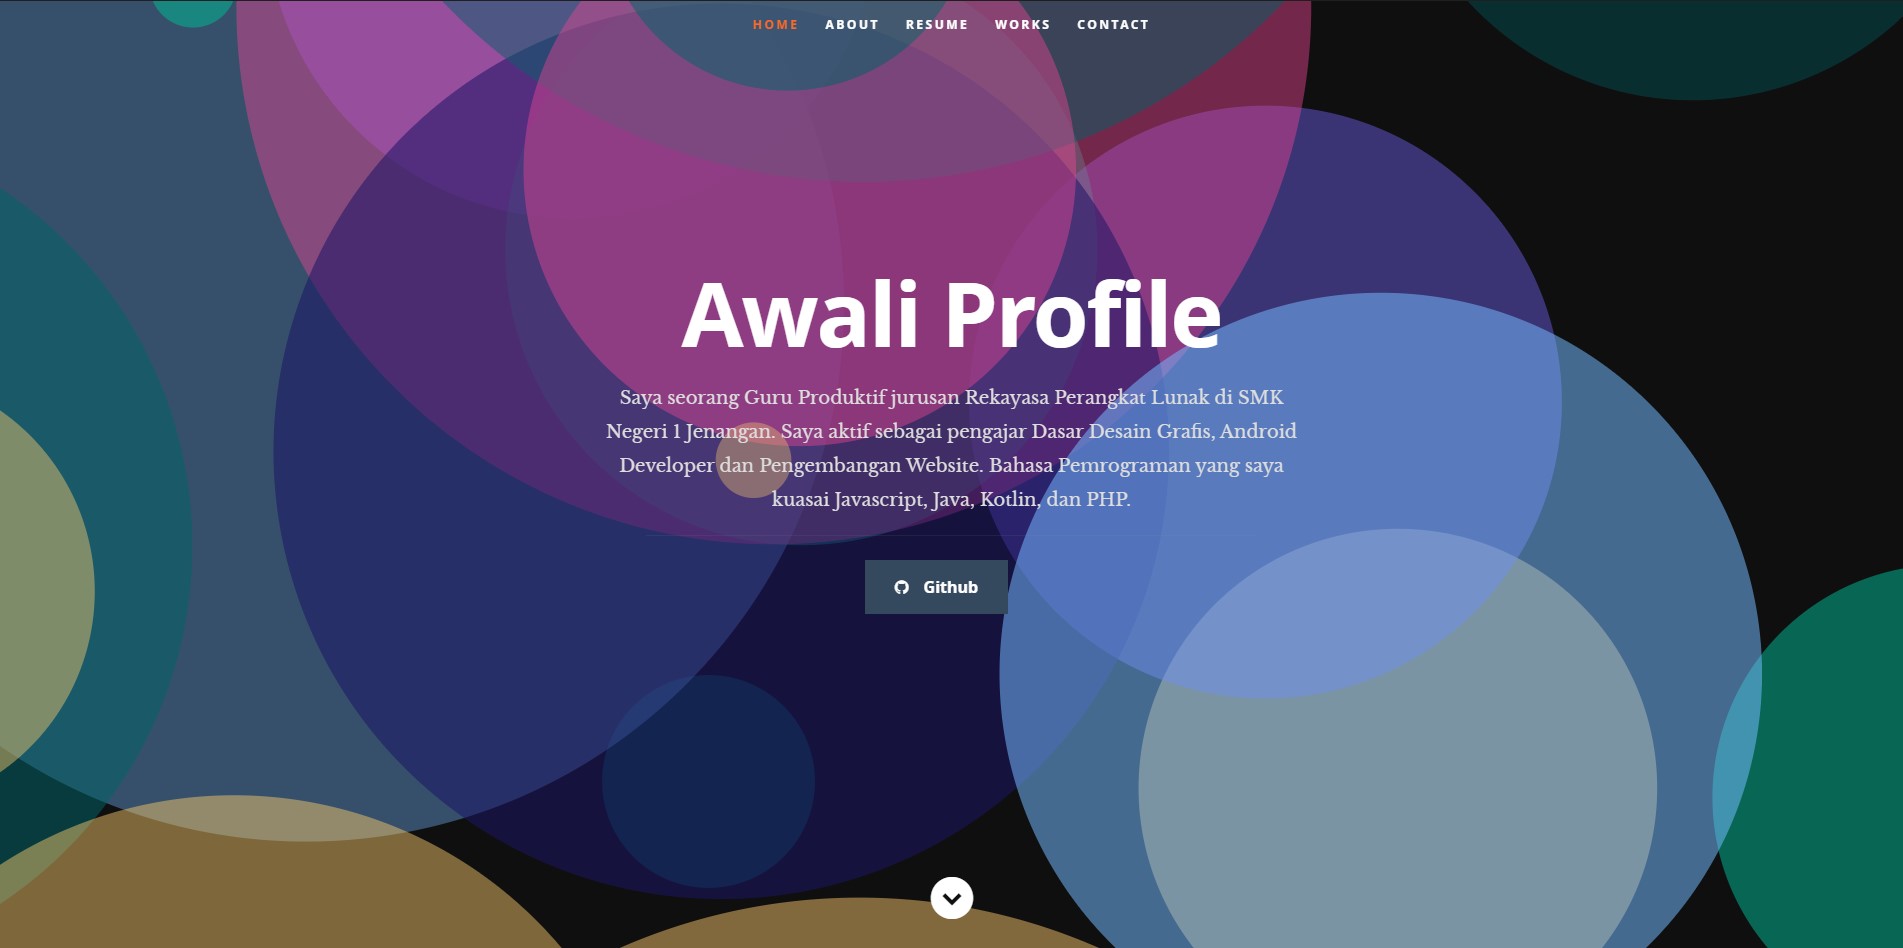 HOME ABOUT RESUME WORKS CONTACT
Awali Profile
Saya seorang Guru Produktif jurusan Rekayasa Perangkat Lunak di SMK
Negeri 1 Jenangan. Saya aktif sebagai pengajar Dasar Desain Grafis, Android
Developer dan Pengembangan Website. Bahasa Pemrograman yang saya
kuasai Javascript, Java, Kotlin, dan PHP.
Github